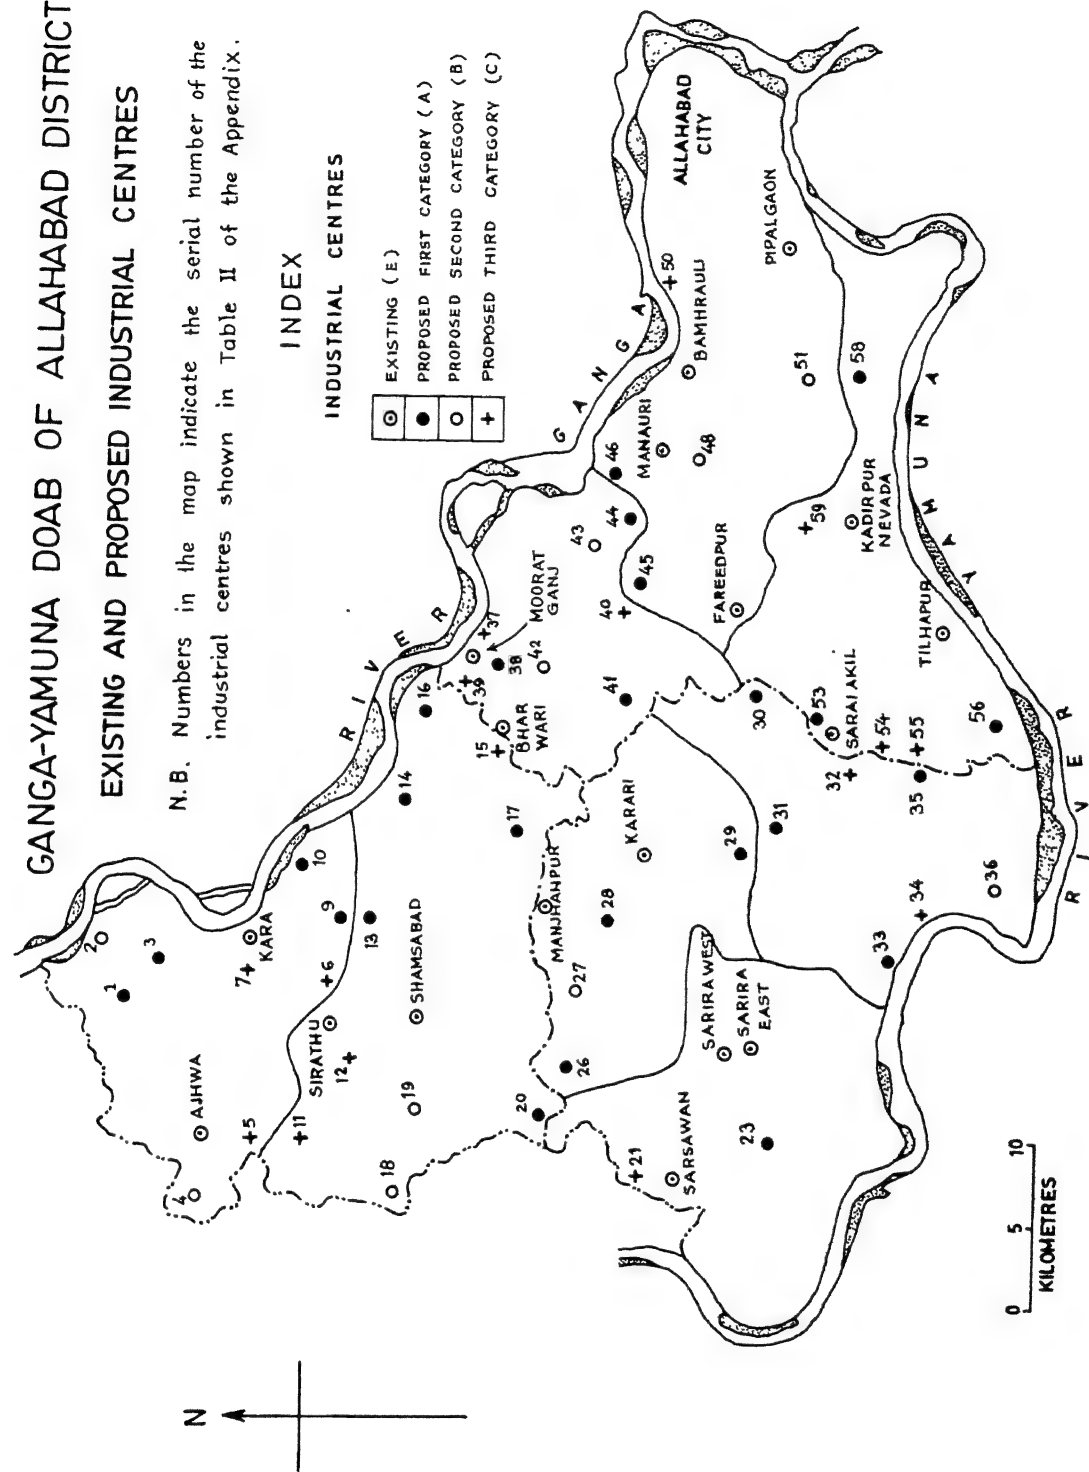 GANGA-YAMUNA DOAB OF ALLAHABAD DISTRICT
EXISTING AND PROPOSED INDUSTRIAL CENTRES
N.B. Numbers in the map indicate the serial number of the
industrial centres shown in Table II of the Appendix.
INDEX
INDUSTRIAL CENTRES
EXISTING (E)
PROPOSED FIRST CATEGORY (A)
PROPOSED SECOND CATEGORY (B)
PROPOSED THIRD CATEGORY (C)
N
RIVER GANGA
RIVER YAMUNA
ALLAHABAD
CITY
PIPALGAON
BAMHRAULI
MANAURI
KADIRPUR
NEVADA
FAREEDPUR
TILHAPUR
MOORAT
GANJ
BHAR
WARI
SARAI AKIL
KARARI
MANJHANPUR
KARA
SHAMSABAD
SIRATHU
AJHWA
SARIRA WEST
SARIRA
EAST
SARSAWAN
1
2
3
4
5
6
7
9
10
11
12
13
14
15
16
17
18
19
20
21
23
26
27
28
29
30
31
32
33
34
35
36
37
38
39
40
41
42
43
44
45
46
48
50
51
53
54
55
56
58
59
0 5 10
KILOMETRES